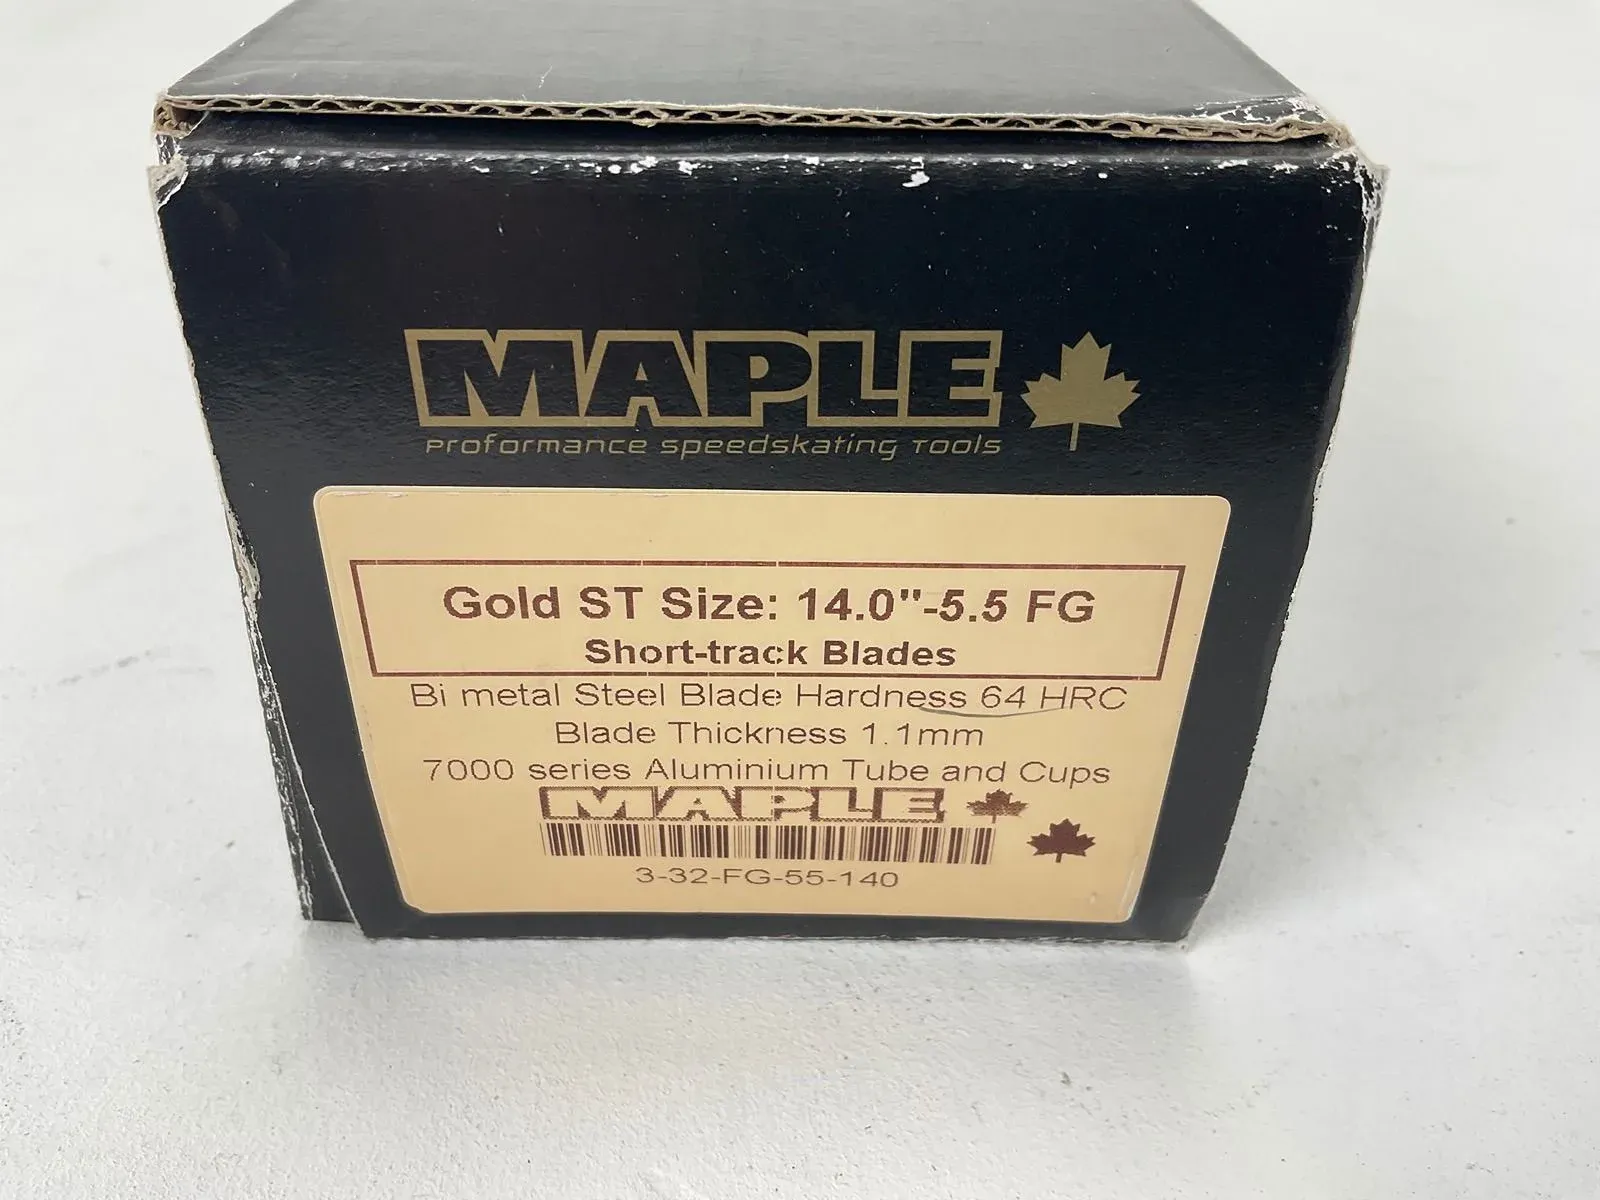 MAPLE
PROFORMANCE SPEEDSKATING TOOLS
Gold ST Size: 14.0"-5.5 FG
Short-track Blades
Bi metal Steel Blade Hardness 64 HRC
Blade Thickness 1.1mm
7000 series Aluminium Tube and Cups
MAPLE
3-32-FG-55-140